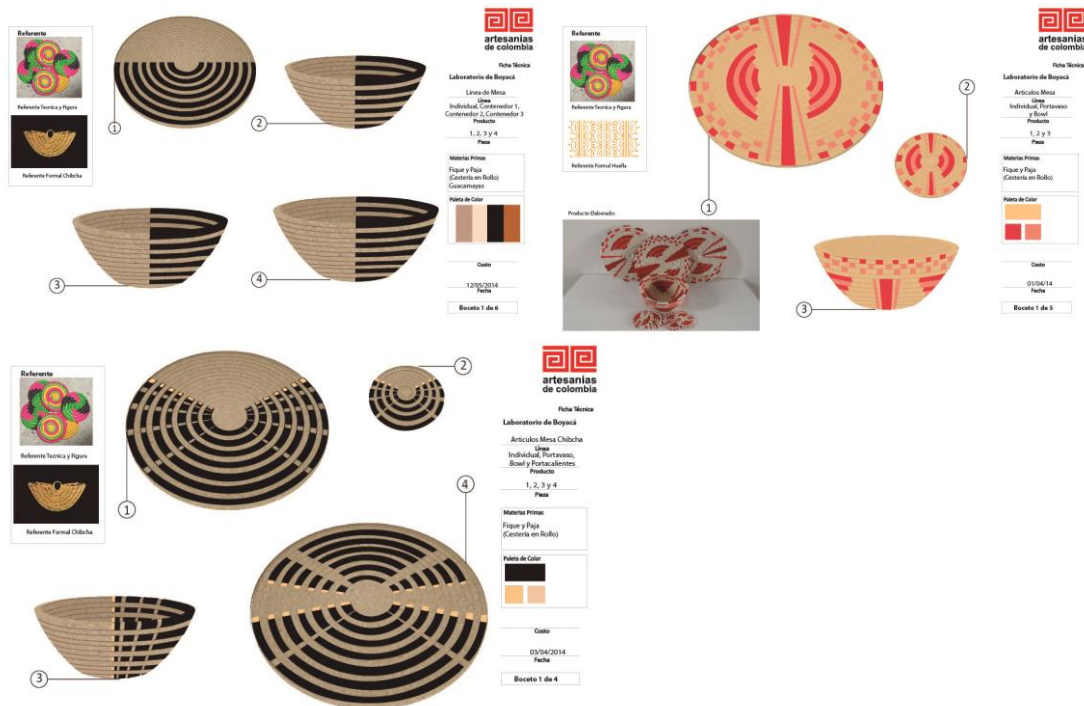 Referente
Referente Tecnica y Figura
Referente Formal Chibcha
1
2
3
4
artesanías
de colombia
Ficha Técnica
Laboratorio de Boyacá
Línea de Mesa
Línea
Individual, Contenedor 1,
Contenedor 2, Contenedor 3
Producto
1, 2, 3 y 4
Pieza
Materias Primas
Fique y Paja
(Cestería en Rollo)
Guacamayas
Paleta de Color
Costo
12/05/2014
Fecha
Boceto 1 de 6
Referente
Referente Tecnica y Figura
Referente Formal Huella
Producto Elaborado:
1
2
3
artesanías
de colombia
Ficha Técnica
Laboratorio de Boyacá
Articulos Mesa
Línea
Individual, Portavaso
y Bowl
Producto
1, 2 y 3
Pieza
Materias Primas
Fique y Paja
(Cestería en Rollo)
Paleta de Color
Costo
01/04/14
Fecha
Boceto 1 de 5
Referente
Referente Tecnica y Figura
Referente Formal Chibcha
1
2
3
4
artesanías
de colombia
Ficha Técnica
Laboratorio de Boyacá
Articulos Mesa Chibcha
Línea
Individual, Portavaso,
Bowl y Portacalientes
Producto
1, 2, 3 y 4
Pieza
Materias Primas
Fique y Paja
(Cestería en Rollo)
Paleta de Color
Costo
03/04/2014
Fecha
Boceto 1 de 4